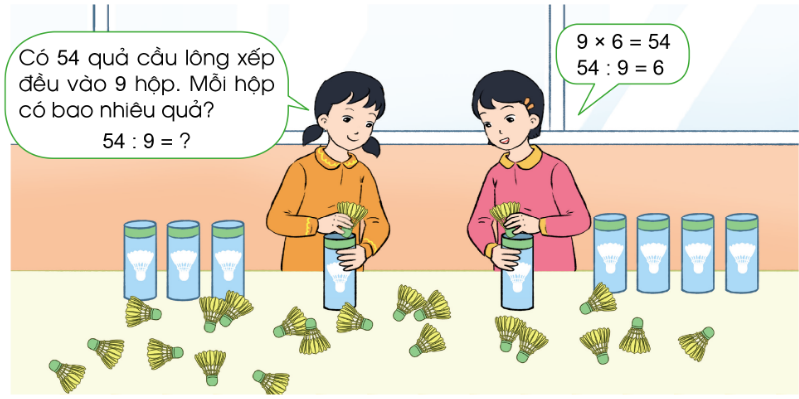 Có 54 quả cầu lông xếp
đều vào 9 hộp. Mỗi hộp
có bao nhiêu quả?
54 : 9 = ?
9 × 6 = 54
54 : 9 = 6